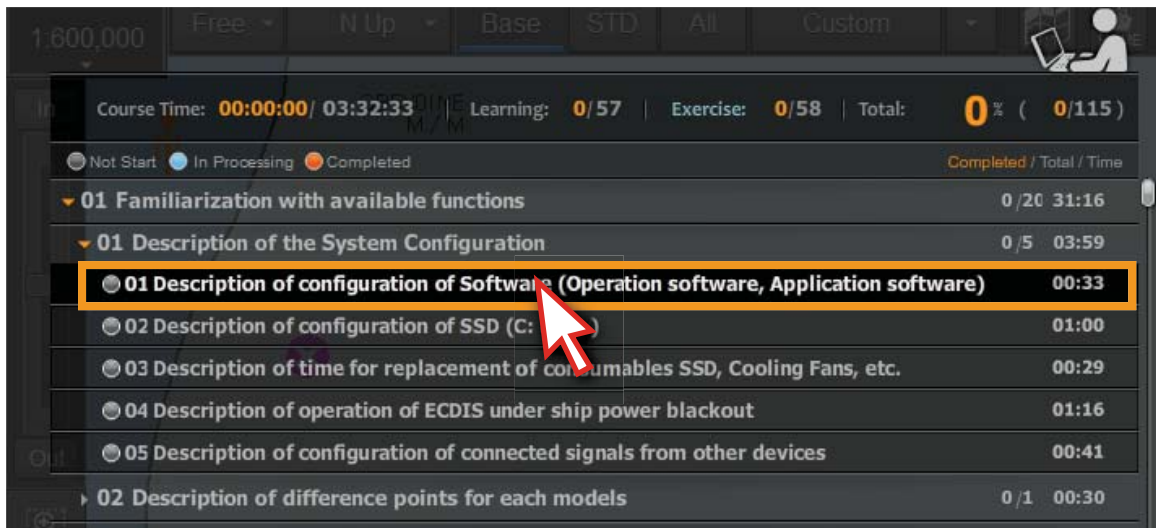 1:600,000 Free N Up Base STD All Custom
In
M/M
Course Time: 00:00:00/ 03:32:33 Learning: 0/57 | Exercise: 0/58 | Total: 0 % ( 0/115 )
Not Start In Processing Completed Completed / Total / Time
01 Familiarization with available functions 0/20 31:16
01 Description of the System Configuration 0/5 03:59
01 Description of configuration of Software (Operation software, Application software) 00:33
02 Description of configuration of SSD (C: ) 01:00
03 Description of time for replacement of consumables SSD, Cooling Fans, etc. 00:29
04 Description of operation of ECDIS under ship power blackout 01:16
Out 05 Description of configuration of connected signals from other devices 00:41
02 Description of difference points for each models 0/1 00:30